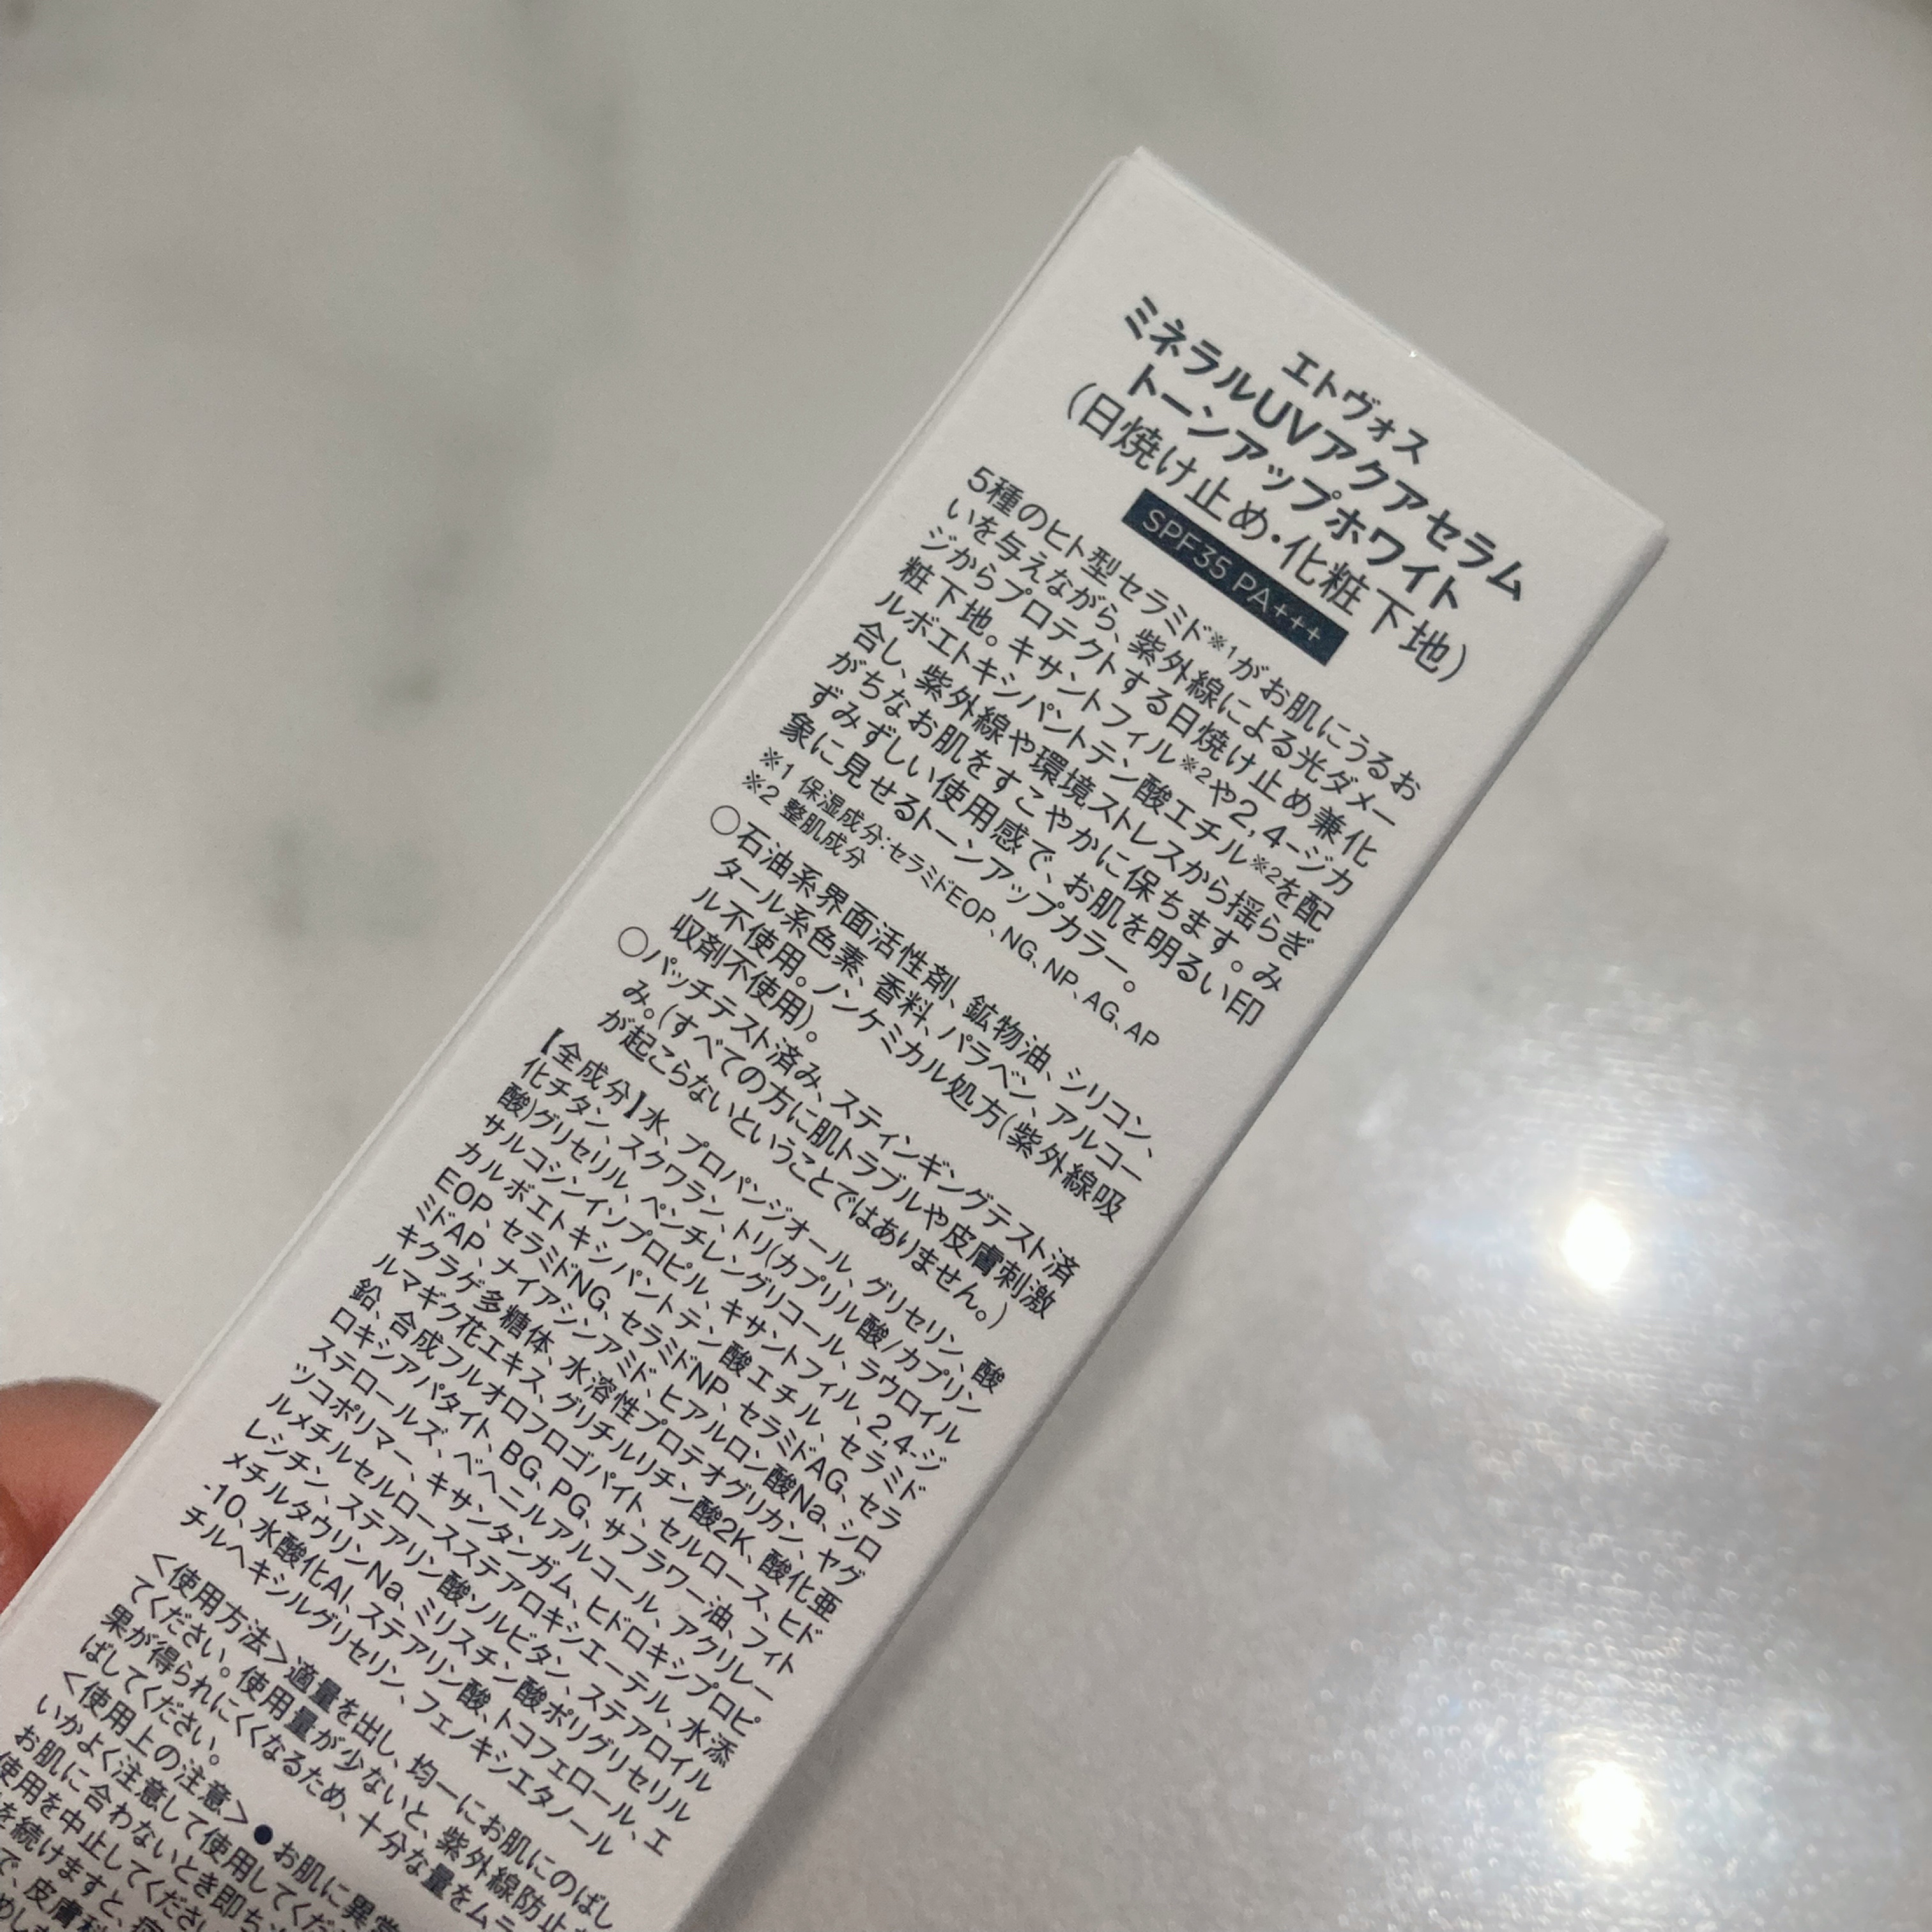 エトヴォス
ミネラルUVアクアセラム
トーンアップホワイト
(日焼け止め・化粧下地)
SPF35 PA+++
5種のヒト型セラミド※1がお肌にうるお
いを与えながら、紫外線による光ダメー
ジからプロテクトする日焼け止め兼化
粧下地。キサントフィル※2や2,4-ジカ
ルボエトキシパントテン酸エチル※2を配
合し、紫外線や環境ストレスから揺らぎ
がちなお肌をすこやかに保ちます。み
ずみずしい使用感で、お肌を明るい印
象に見せるトーンアップカラー。
※1 保湿成分:セラミドEOP、NG、NP、AG、AP
※2 整肌成分
○石油系界面活性剤、鉱物油、シリコン、
タール系色素、香料、パラベン、アルコー
ル不使用。ノンケミカル処方(紫外線吸
収剤不使用)。
○パッチテスト済み、スティンギングテスト済
み。(すべての方に肌トラブルや皮膚刺激
が起こらないということではありません。)
【全成分】水、プロパンジオール、グリセリン、酸
化チタン、スクワラン、トリ(カプリル酸/カプリン
酸)グリセリル、ペンチレングリコール、ラウロイル
サルコシンイソプロピル、キサントフィル、2,4-ジ
カルボエトキシパントテン酸エチル、セラミド
EOP、セラミドNG、セラミドNP、セラミドAG、セラ
ミドAP、ナイアシンアミド、ヒアルロン酸Na、シロ
キクラゲ多糖体、水溶性プロテオグリカン、ヤグ
ルマギク花エキス、グリチルリチン酸2K、酸化亜
鉛、合成フルオロフロゴパイト、セルロース、ヒド
ロキシアパタイト、BG、PG、サフラワー油、フィト
ステロールズ、ベヘニルアルコール、アクリレー
ツコポリマー、キサンタンガム、ヒドロキシプロピ
ルメチルセルロースステアロキシエーテル、水添
レシチン、ステアリン酸ソルビタン、ステアロイル
メチルタウリンNa、ミリスチン酸ポリグリセリル
-10、水酸化Al、ステアリン酸、トコフェロール、エ
チルヘキシルグリセリン、フェノキシエタノール
<使用方法>適量を出し、均一にお肌にのばし
てください。使用量が少ないと、紫外線防止
果が得られにくくなるため、十分な量をムラ
ばしてください。
<使用上の注意>●お肌に異常
いかよく注意して使用してくだ
お肌に合わないとき即ち
使用を中止してくださ
を続けますと、
で、皮膚科